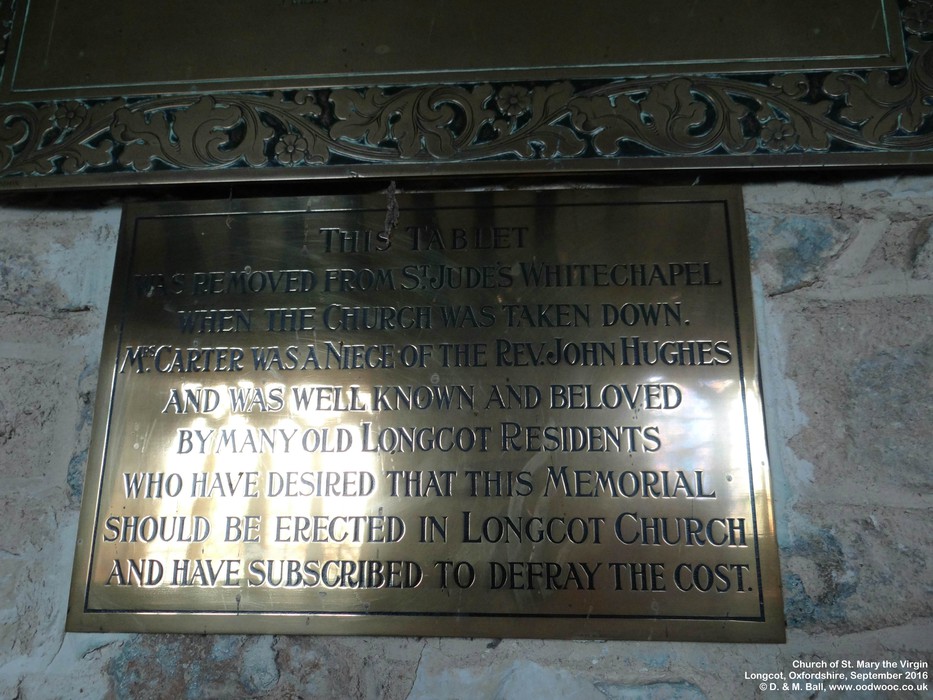 THIS TABLET
WAS REMOVED FROM ST. JUDE'S WHITECHAPEL
WHEN THE CHURCH WAS TAKEN DOWN.
MRS CARTER WAS A NIECE OF THE REV. JOHN HUGHES
AND WAS WELL KNOWN AND BELOVED
BY MANY OLD LONGCOT RESIDENTS
WHO HAVE DESIRED THAT THIS MEMORIAL
SHOULD BE ERECTED IN LONGCOT CHURCH
AND HAVE SUBSCRIBED TO DEFRAY THE COST.
Church of St. Mary the Virgin
Longcot, Oxfordshire, September 2016
© D. & M. Ball, www.oodwooc.co.uk